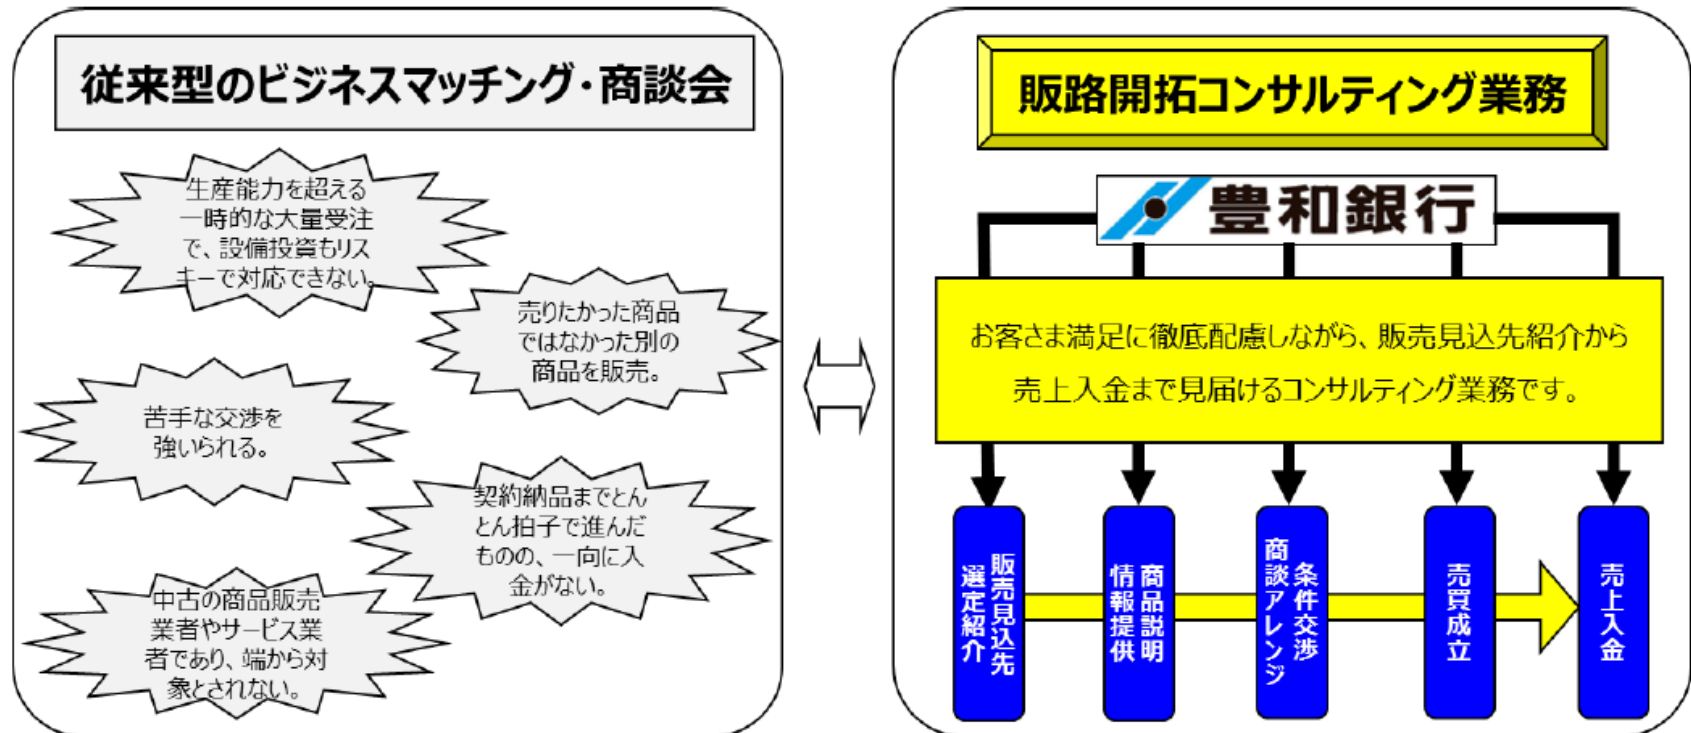 従来型のビジネスマッチング・商談会
生産能力を超える
一時的な大量受注
で、設備投資もリス
キーで対応できない。
売りたかった商品
ではなかった別の
商品を販売。
苦手な交渉を
強いられる。
契約納品までとん
とん拍子で進んだ
ものの、一向に入
金がない。
中古の商品販売
業者やサービス業
者であり、端から対
象とされない。
販路開拓コンサルティング業務
豊和銀行
お客さま満足に徹底配慮しながら、販売見込先紹介から
売上入金まで見届けるコンサルティング業務です。
販売見込先
選定紹介
商品説明
情報提供
条件交渉
商談アレンジ
売買成立
売上入金